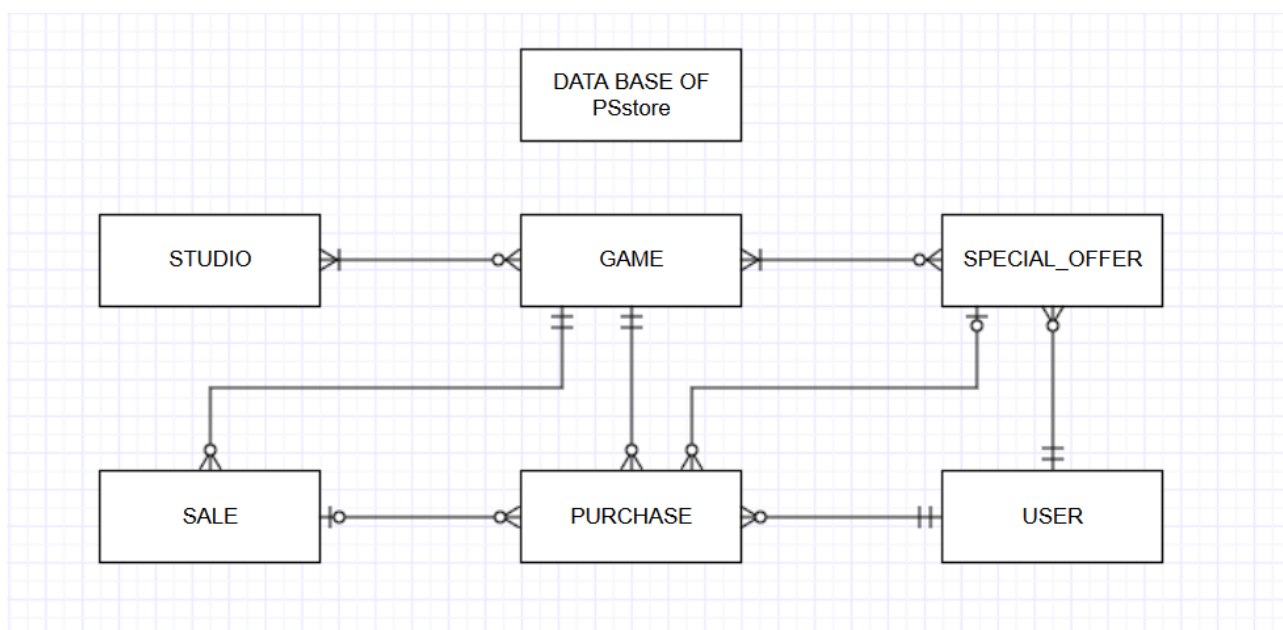 DATA BASE OF
PSstore
STUDIO
GAME
SPECIAL_OFFER
SALE
PURCHASE
USER